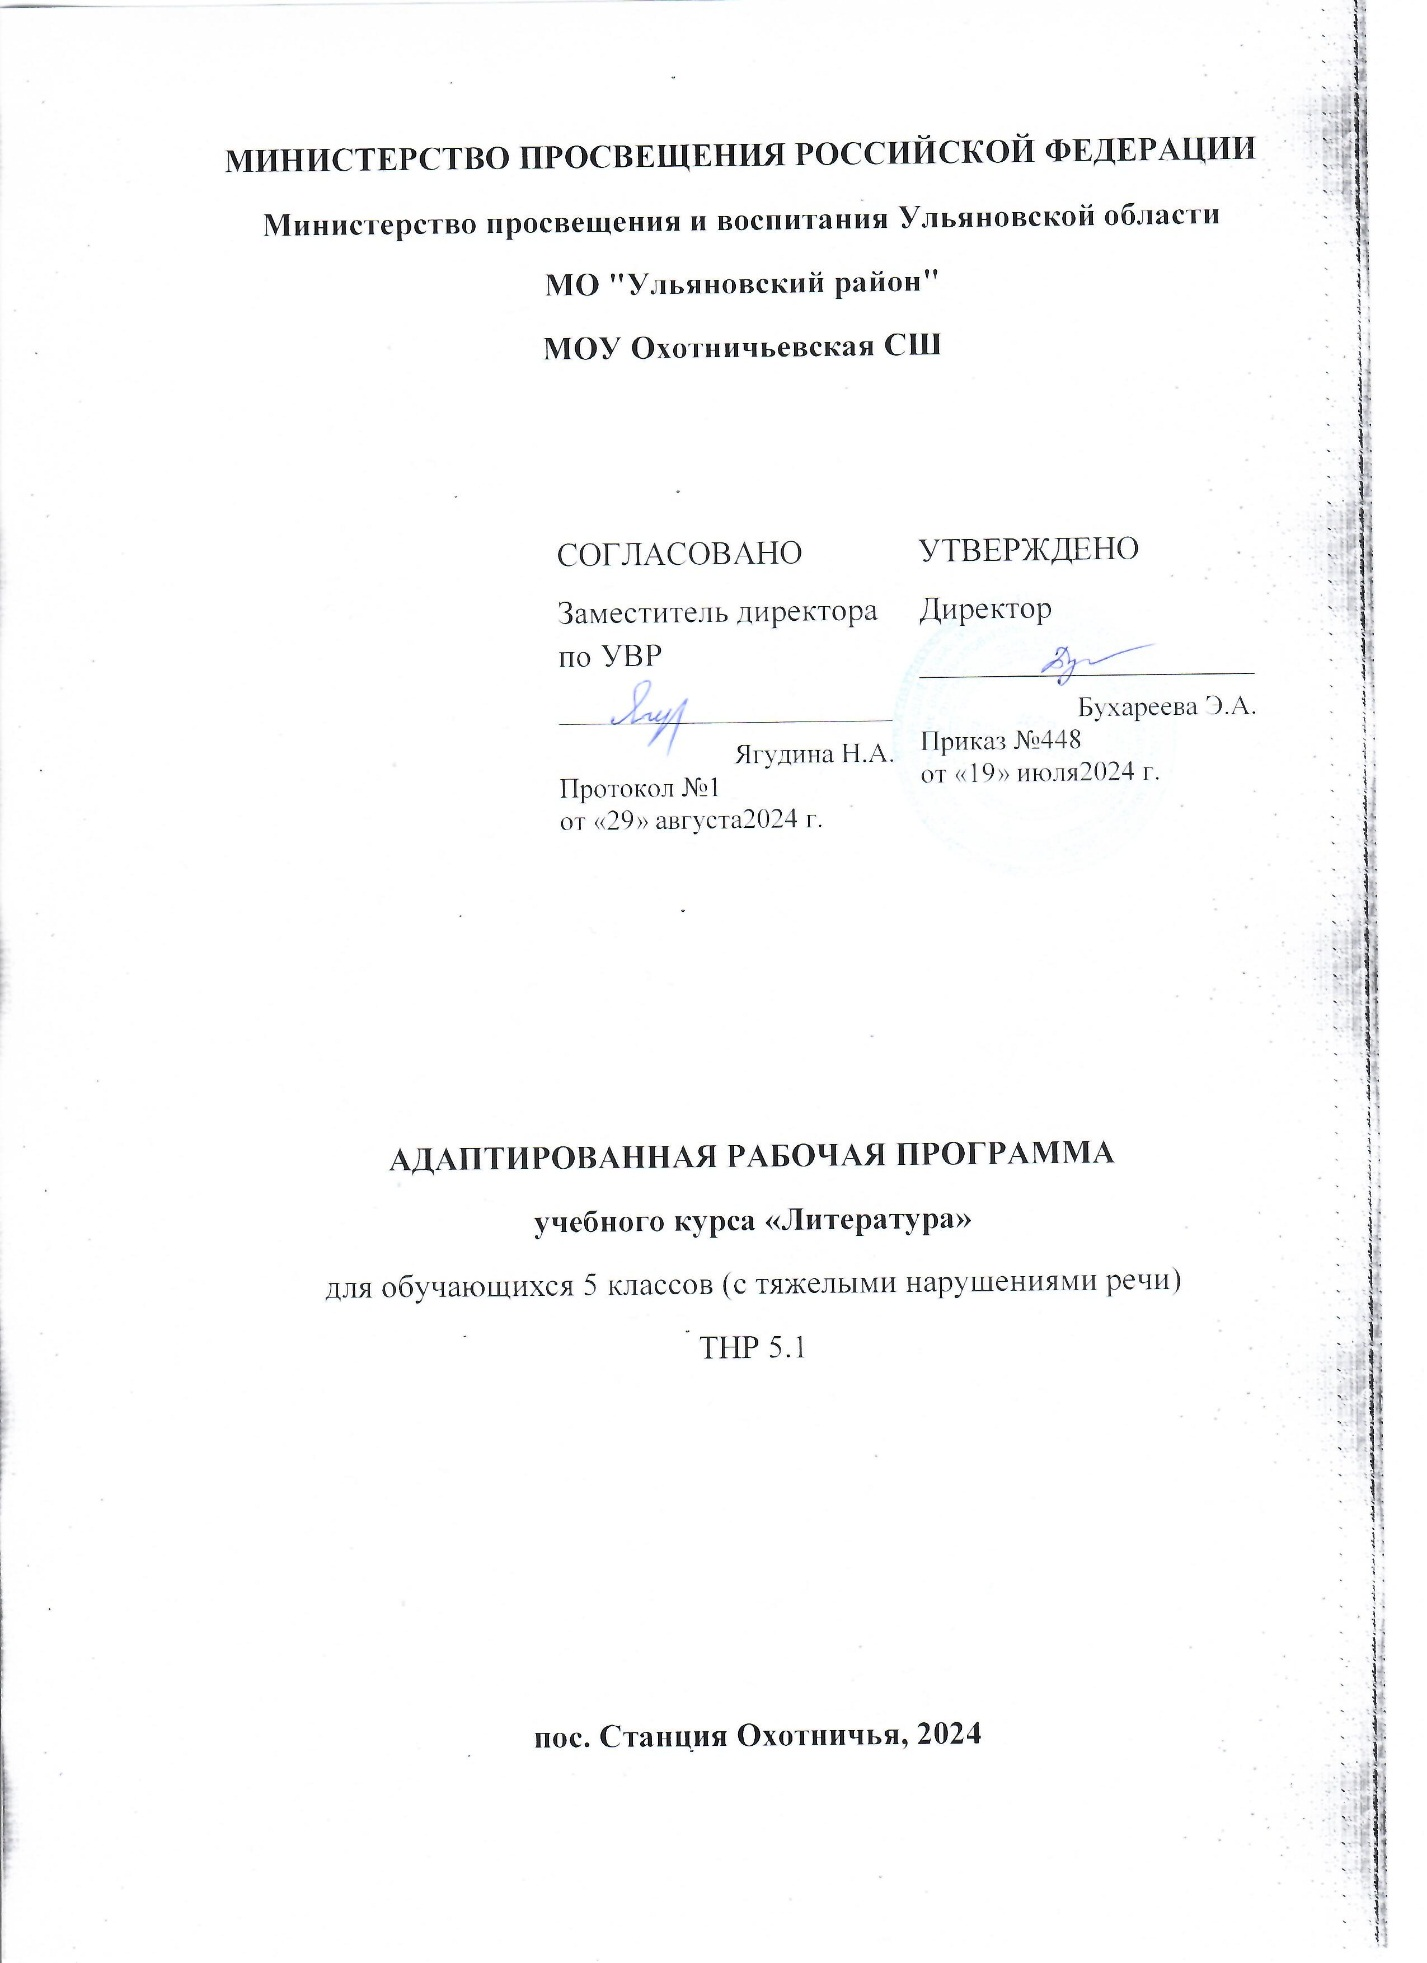 МИНИСТЕРСТВО ПРОСВЕЩЕНИЯ РОССИЙСКОЙ ФЕДЕРАЦИИ
Министерство просвещения и воспитания Ульяновской области
МО "Ульяновский район"
МОУ Охотничьевская СШ
СОГЛАСОВАНО
Заместитель директора
по УВР
Ягудина Н.А.
Протокол №1
от «29» августа2024 г.
УТВЕРЖДЕНО
Директор
Бухареева Э.А.
Приказ №448
от «19» июля2024 г.
АДАПТИРОВАННАЯ РАБОЧАЯ ПРОГРАММА
учебного курса «Литература»
для обучающихся 5 классов (с тяжелыми нарушениями речи)
ТНР 5.1
пос. Станция Охотничья, 2024